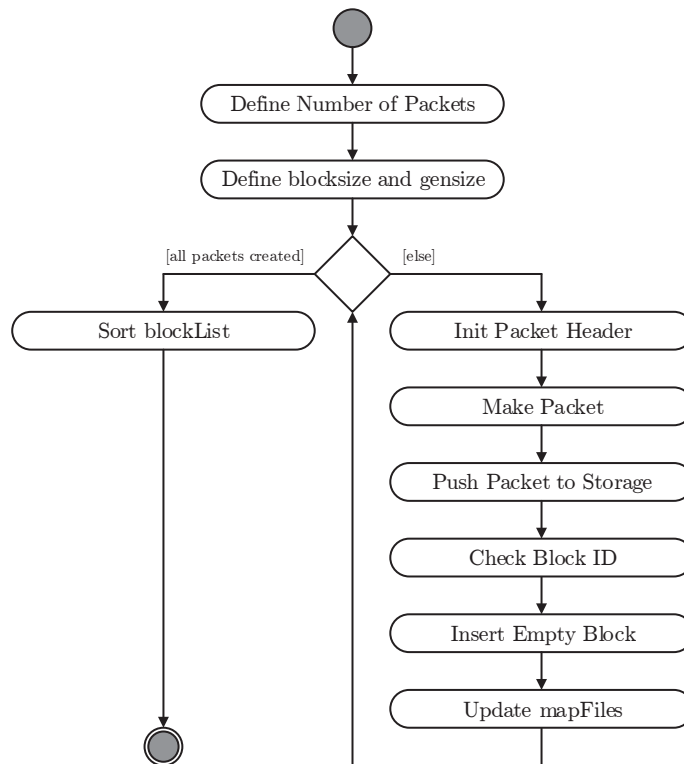 Define Number of Packets
Define blocksize and gensize
[all packets created]
[else]
Sort blockList
Init Packet Header
Make Packet
Push Packet to Storage
Check Block ID
Insert Empty Block
Update mapFiles